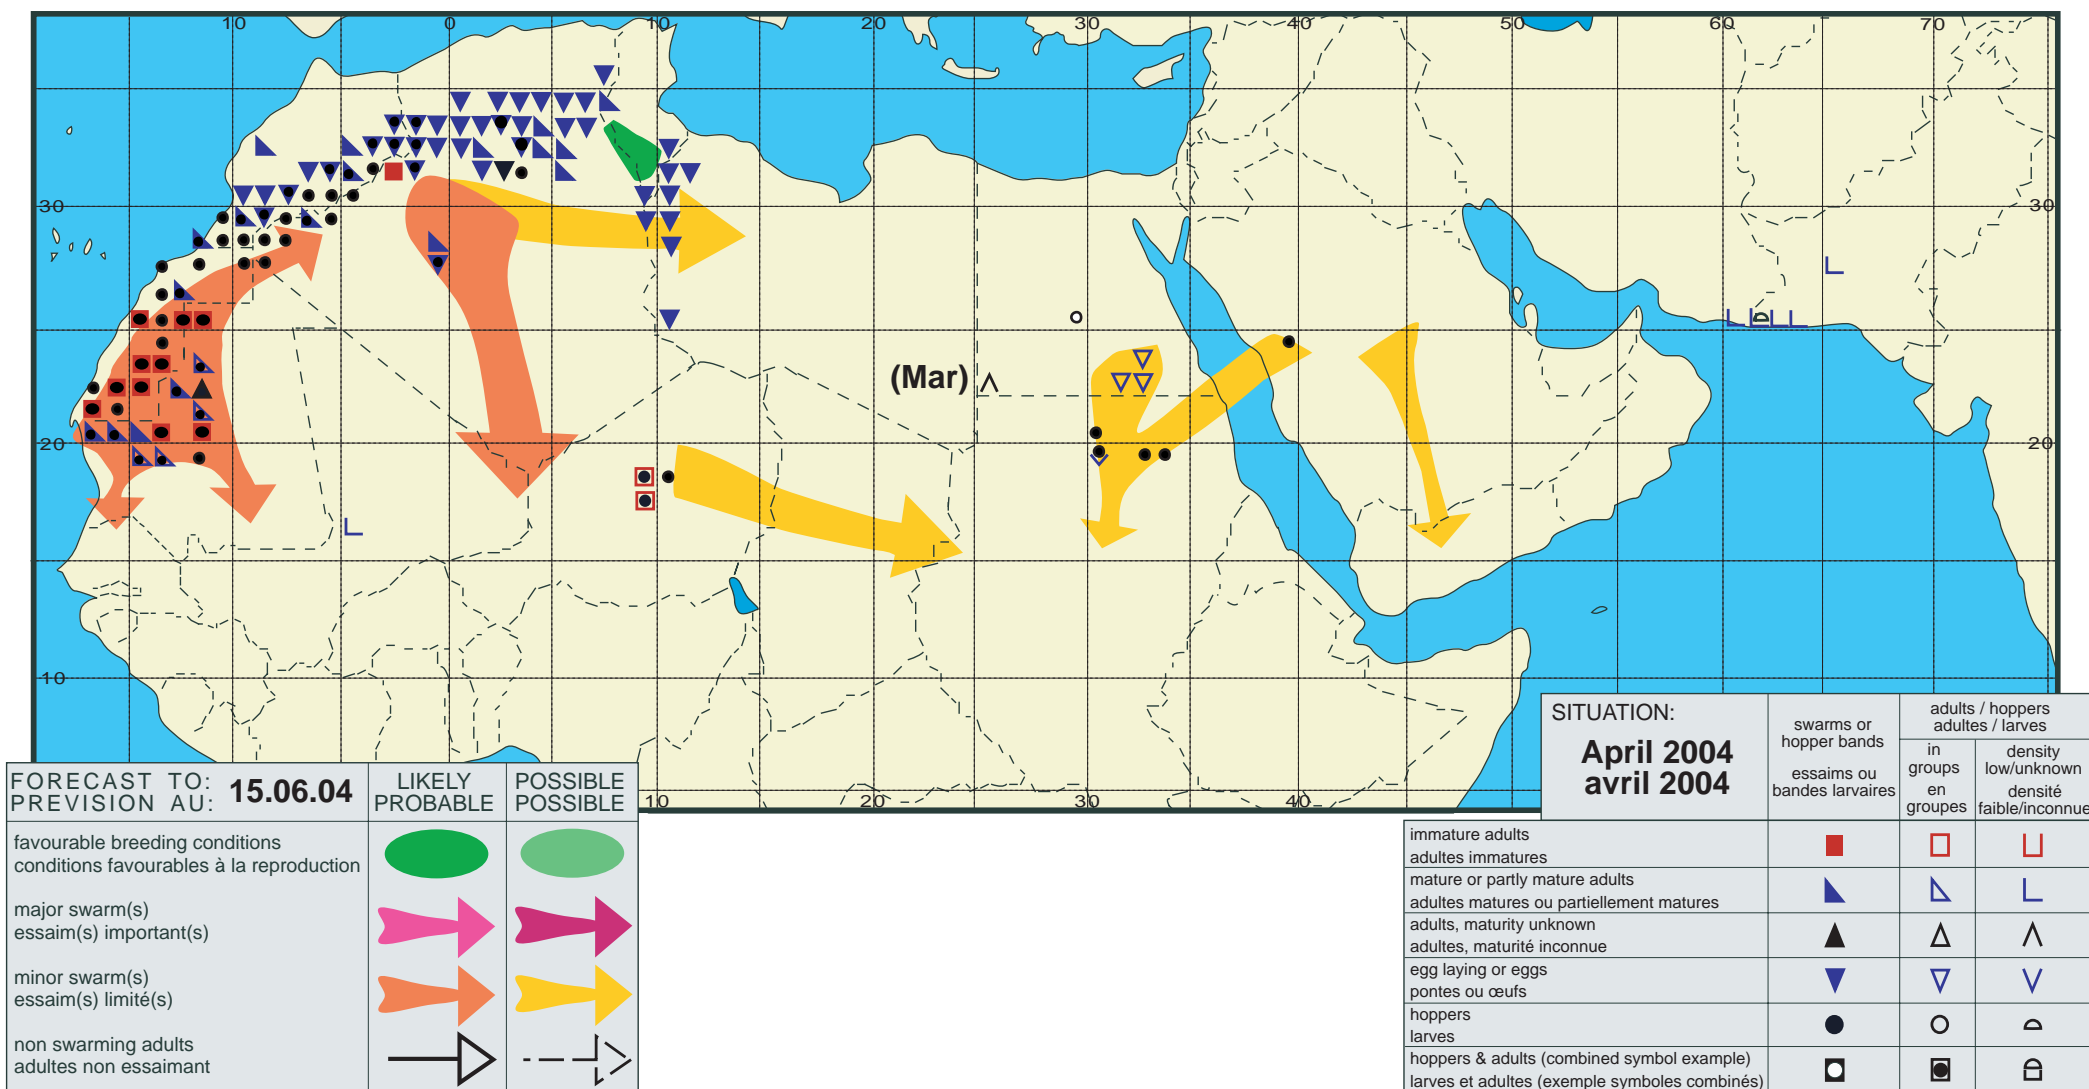 10 0 10 20 30 40 50 60 70
30 30
(Mar)
20 20
10
10 20 30 40
FORECAST TO:
PREVISION AU:
15.06.04
LIKELY
PROBABLE
POSSIBLE
POSSIBLE
favourable breeding conditions
conditions favourables à la reproduction
major swarm(s)
essaim(s) important(s)
minor swarm(s)
essaim(s) limité(s)
non swarming adults
adultes non essaimant
SITUATION:
April 2004
avril 2004
swarms or
hopper bands
essaims ou
bandes larvaires
adults / hoppers
adultes / larves
in
groups
en
groupes
density
low/unknown
densité
faible/inconnue
immature adults
adultes immatures
mature or partly mature adults
adultes matures ou partiellement matures
adults, maturity unknown
adultes, maturité inconnue
egg laying or eggs
pontes ou œufs
hoppers
larves
hoppers & adults (combined symbol example)
larves et adultes (exemple symboles combinés)